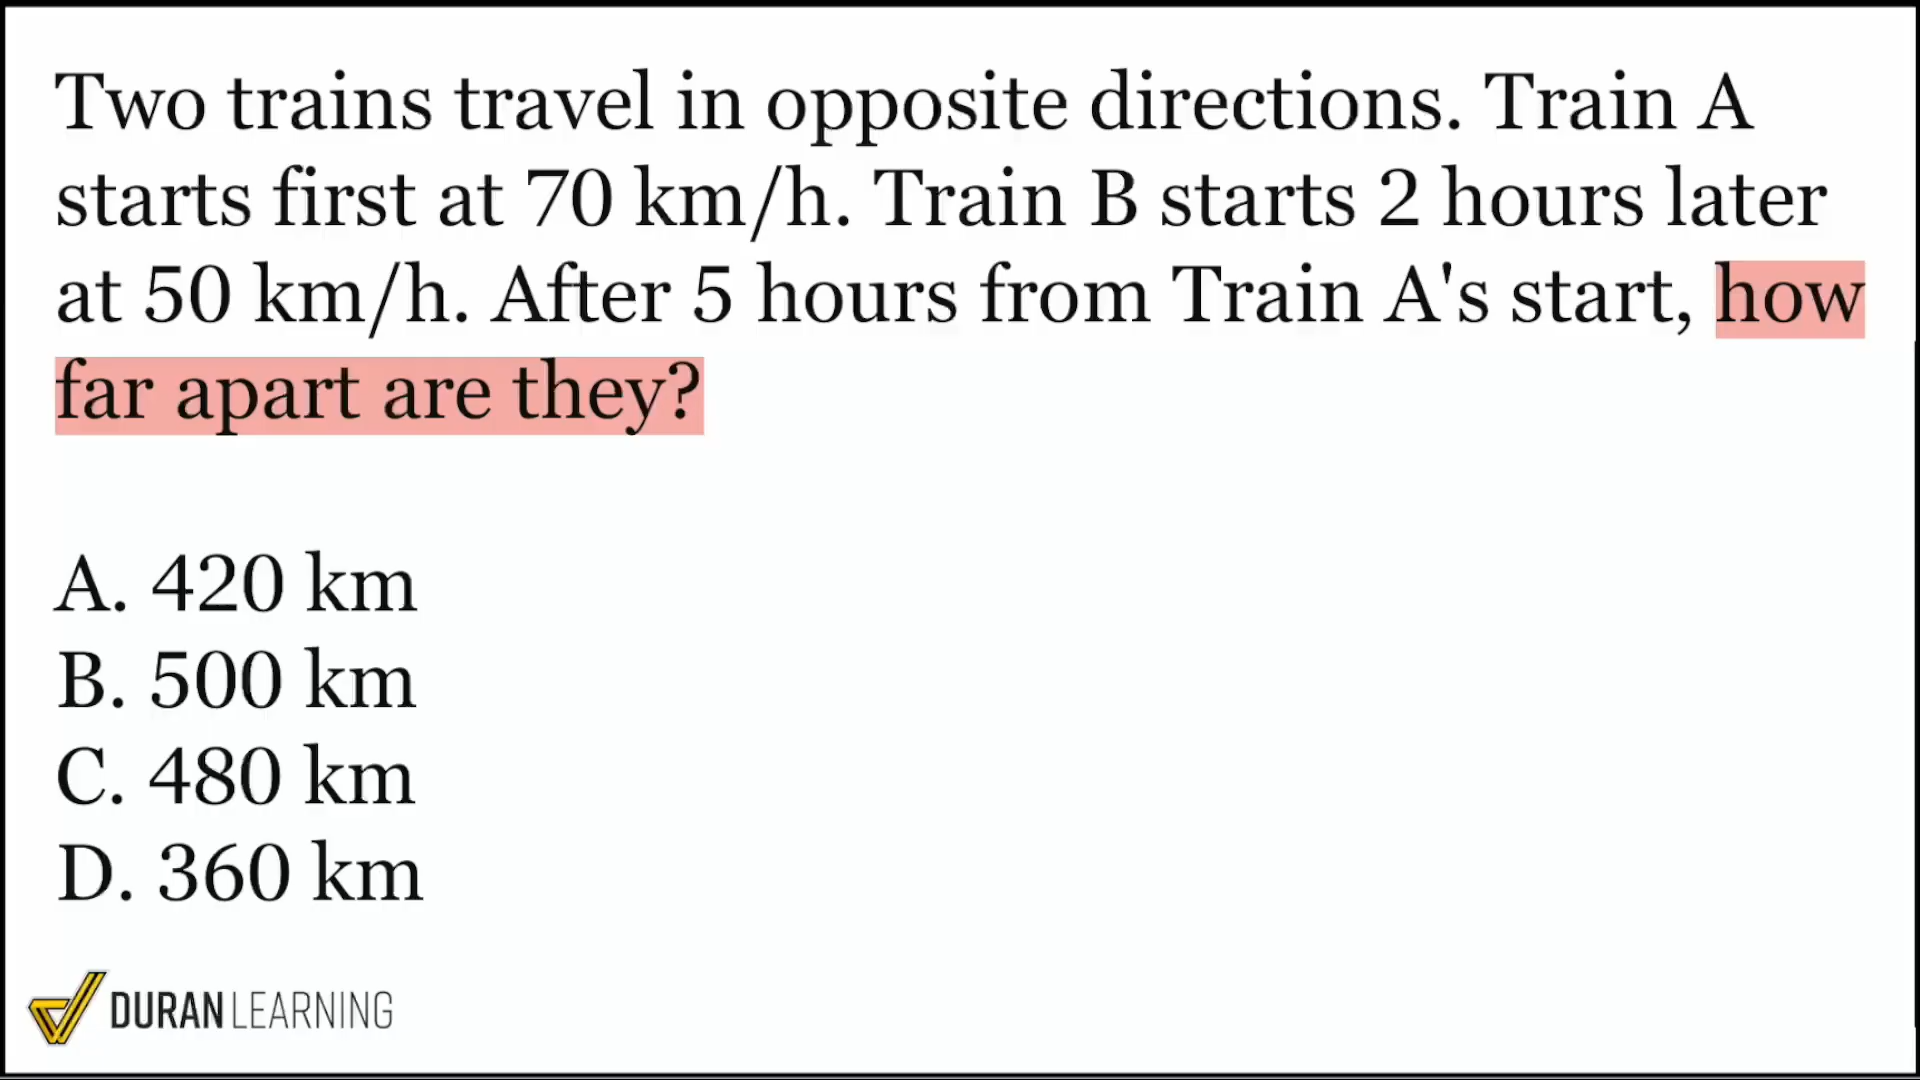 Two trains travel in opposite directions. Train A
starts first at 70 km/h. Train B starts 2 hours later
at 50 km/h. After 5 hours from Train A's start, how
far apart are they?
A. 420 km
B. 500 km
C. 480 km
D. 360 km
DURAN LEARNING